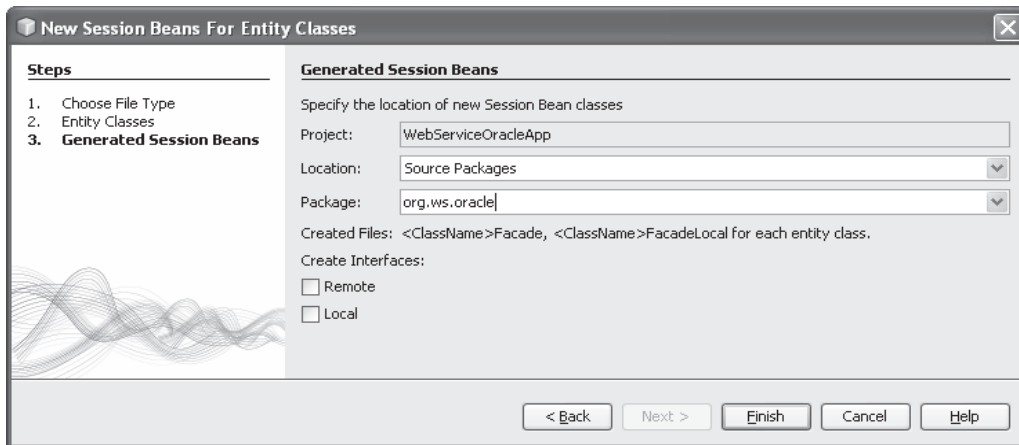 New Session Beans For Entity Classes
Steps
1. Choose File Type
2. Entity Classes
3. Generated Session Beans
Generated Session Beans
Specify the location of new Session Bean classes
Project: WebServiceOracleApp
Location: Source Packages
Package: org.ws.oracle
Created Files: <ClassName>Facade, <ClassName>FacadeLocal for each entity class.
Create Interfaces:
Remote
Local
< Back Next > Finish Cancel Help